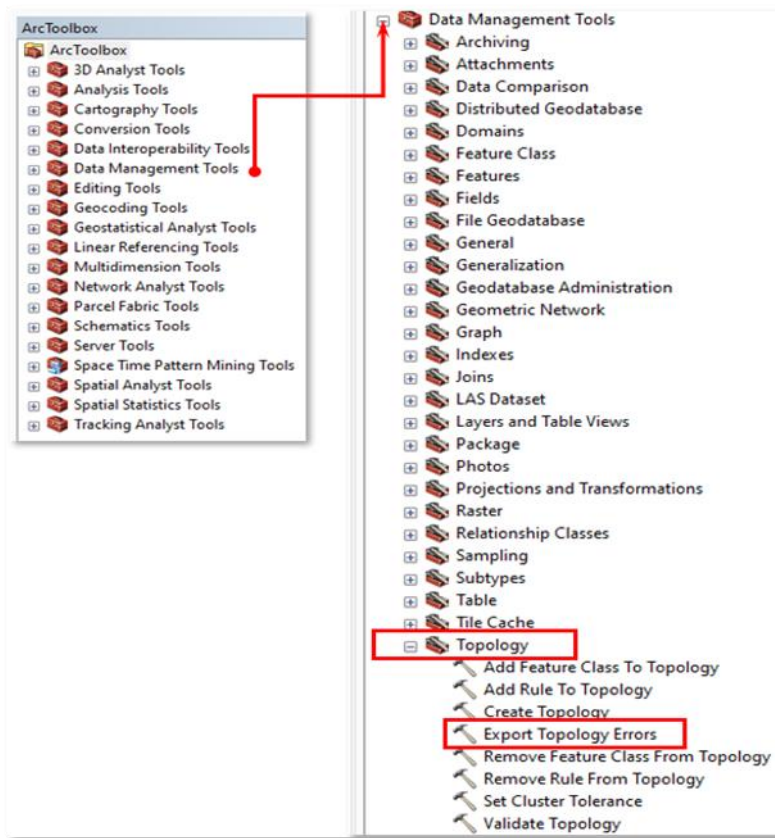 ArcToolbox
ArcToolbox
3D Analyst Tools
Analysis Tools
Cartography Tools
Conversion Tools
Data Interoperability Tools
Data Management Tools
Editing Tools
Geocoding Tools
Geostatistical Analyst Tools
Linear Referencing Tools
Multidimension Tools
Network Analyst Tools
Parcel Fabric Tools
Schematics Tools
Server Tools
Space Time Pattern Mining Tools
Spatial Analyst Tools
Spatial Statistics Tools
Tracking Analyst Tools
Data Management Tools
Archiving
Attachments
Data Comparison
Distributed Geodatabase
Domains
Feature Class
Features
Fields
File Geodatabase
General
Generalization
Geodatabase Administration
Geometric Network
Graph
Indexes
Joins
LAS Dataset
Layers and Table Views
Package
Photos
Projections and Transformations
Raster
Relationship Classes
Sampling
Subtypes
Table
Tile Cache
Topology
Add Feature Class To Topology
Add Rule To Topology
Create Topology
Export Topology Errors
Remove Feature Class From Topology
Remove Rule From Topology
Set Cluster Tolerance
Validate Topology